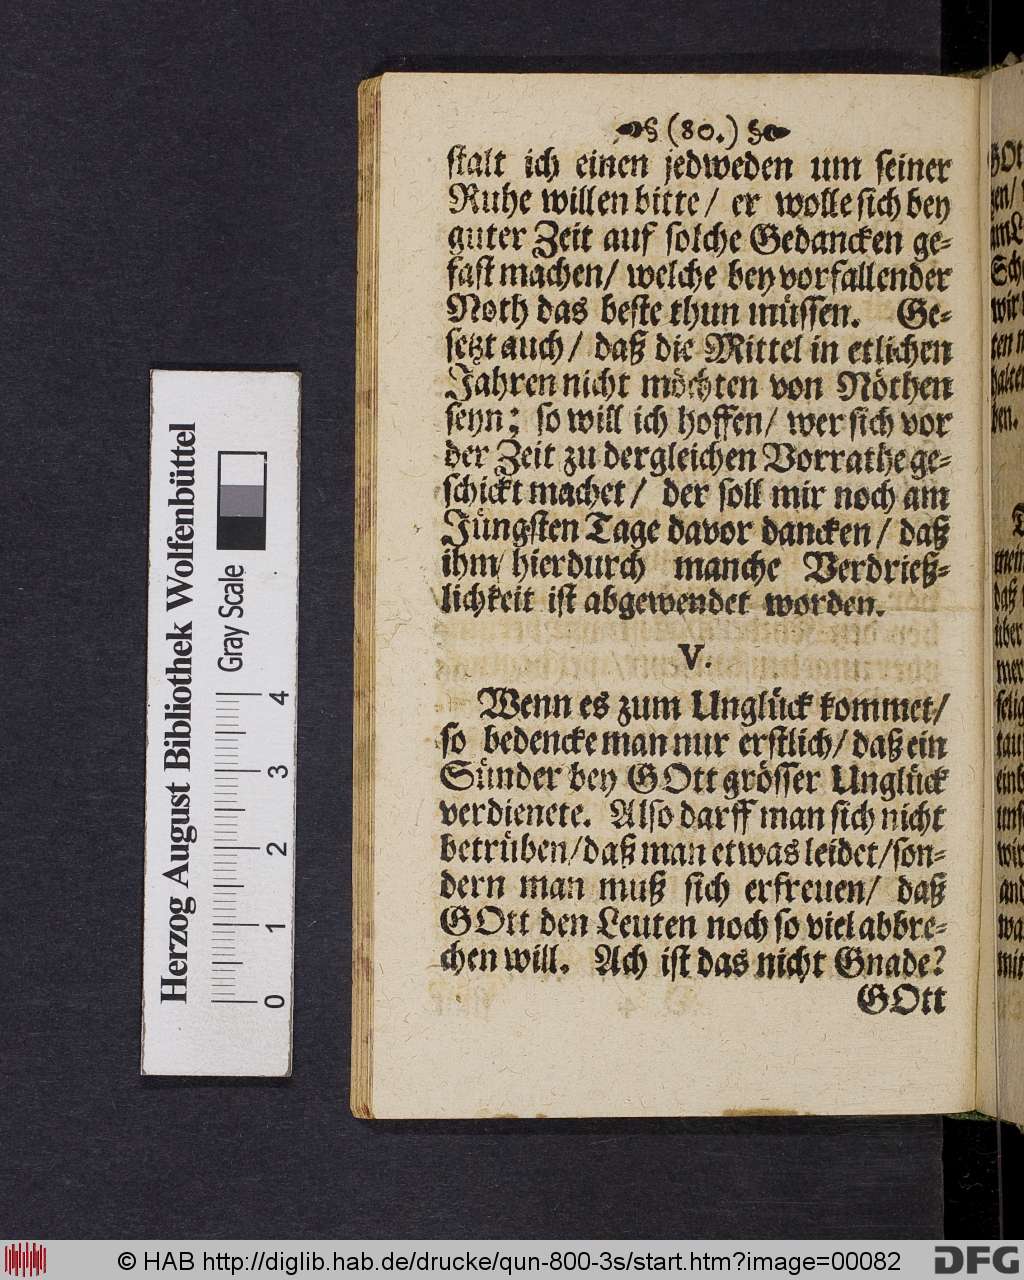 § (80.) §
stalt ich einen jedweden um seiner
Ruhe willen bitte / er wolle sich bey
guter Zeit auf solche Gedancken ge-
fast machen / welche bey vorfallender
Noth das beste thun müssen. Ge-
setzt auch / daß die Mittel in etlichen
Jahren nicht möchten von Nöthen
seyn; so will ich hoffen / wer sich vor
der Zeit zu dergleichen Vorrathe ge-
schickt machet / der soll mir noch am
Jüngsten Tage davor dancken / daß
ihm hierdurch manche Verdrieß-
lichkeit ist abgewendet worden.
V.
Wenn es zum Unglück kommet /
so bedencke man nur erstlich / daß ein
Sünder bey GOtt grösser Unglück
verdienete. Also darff man sich nicht
betrüben / daß man etwas leidet / son-
dern man muß sich erfreuen / daß
GOtt den Leuten noch so viel abbre-
chen will. Ach ist das nicht Gnade?
GOtt
Herzog August Bibliothek Wolfenbüttel
Gray Scale
0 1 2 3 4
© HAB http://diglib.hab.de/drucke/qun-800-3s/start.htm?image=00082
DFG